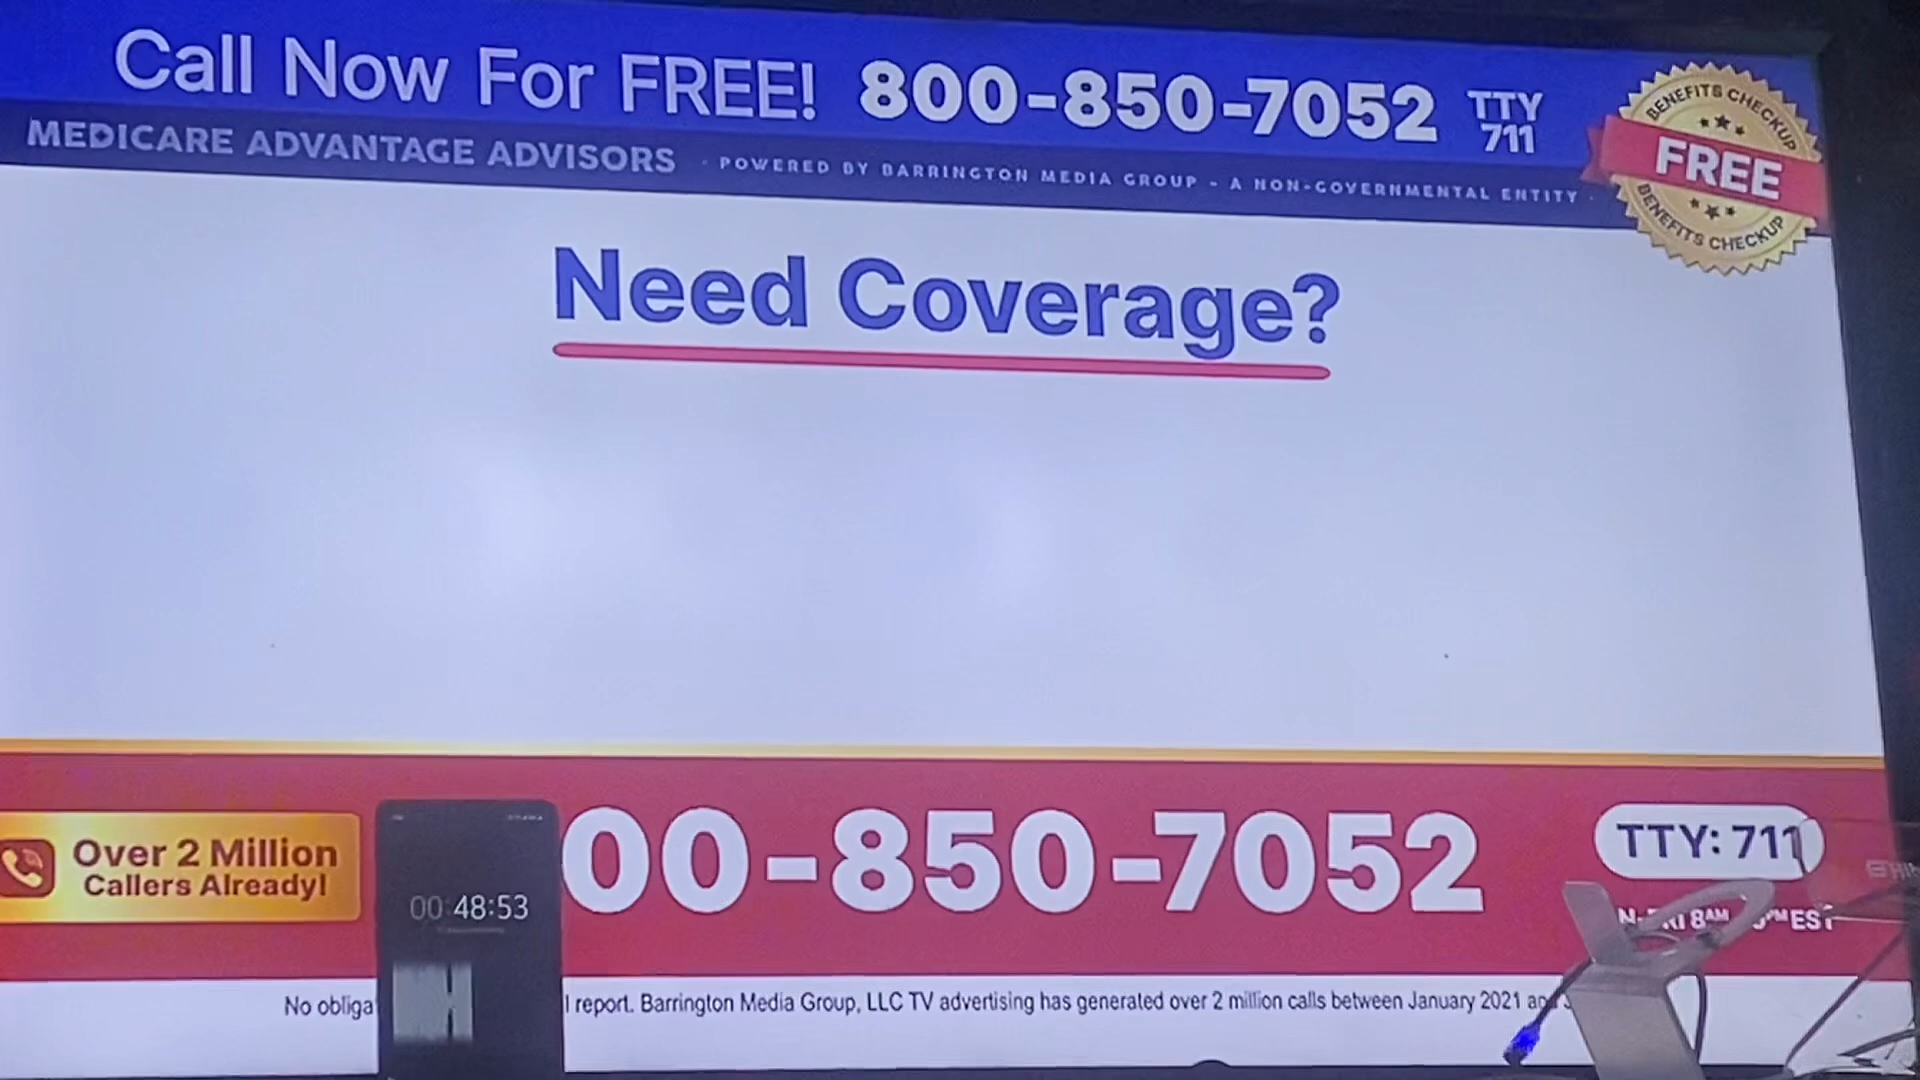 Call Now For FREE! 800-850-7052 TTY 711
MEDICARE ADVANTAGE ADVISORS · POWERED BY BARRINGTON MEDIA GROUP - A NON-GOVERNMENTAL ENTITY ·
BENEFITS CHECKUP
FREE
BENEFITS CHECKUP
Need Coverage?
Over 2 Million
Callers Already!
00-850-7052
TTY: 711
8AM
PM EST
00:48:53
No obliga
l report. Barrington Media Group, LLC TV advertising has generated over 2 million calls between January 2021